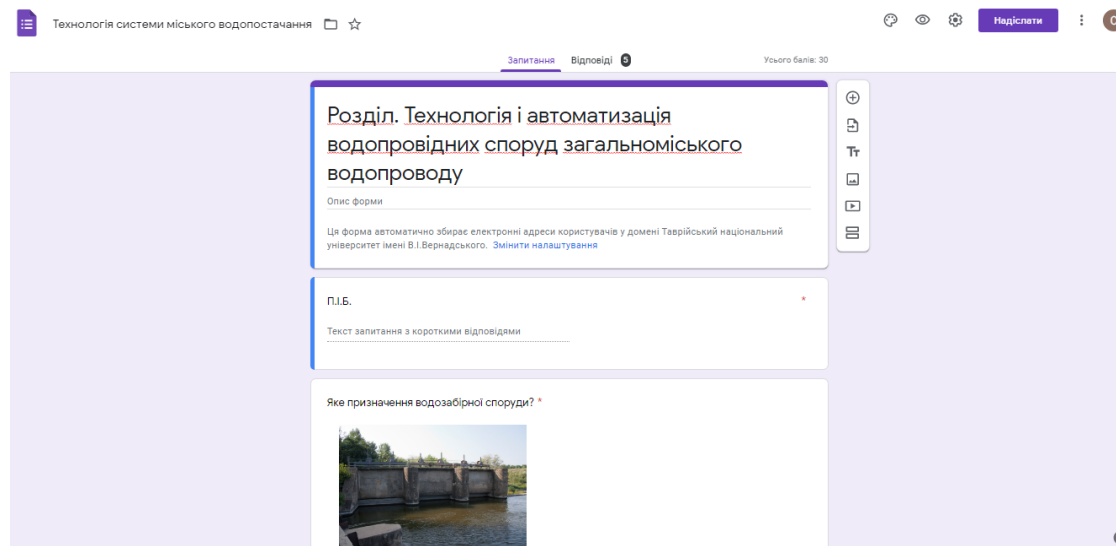 Технологія системи міського водопостачання
Надіслати
Запитання Відповіді 5 Усього балів: 30
Розділ. Технологія і автоматизація
водопровідних споруд загальноміського
водопроводу
Опис форми
Ця форма автоматично збирає електронні адреси користувачів у домені Таврійський національний
університет імені В.І.Вернадського. Змінити налаштування
П.І.Б. *
Текст запитання з короткими відповідями
Яке призначення водозабірної споруди? *